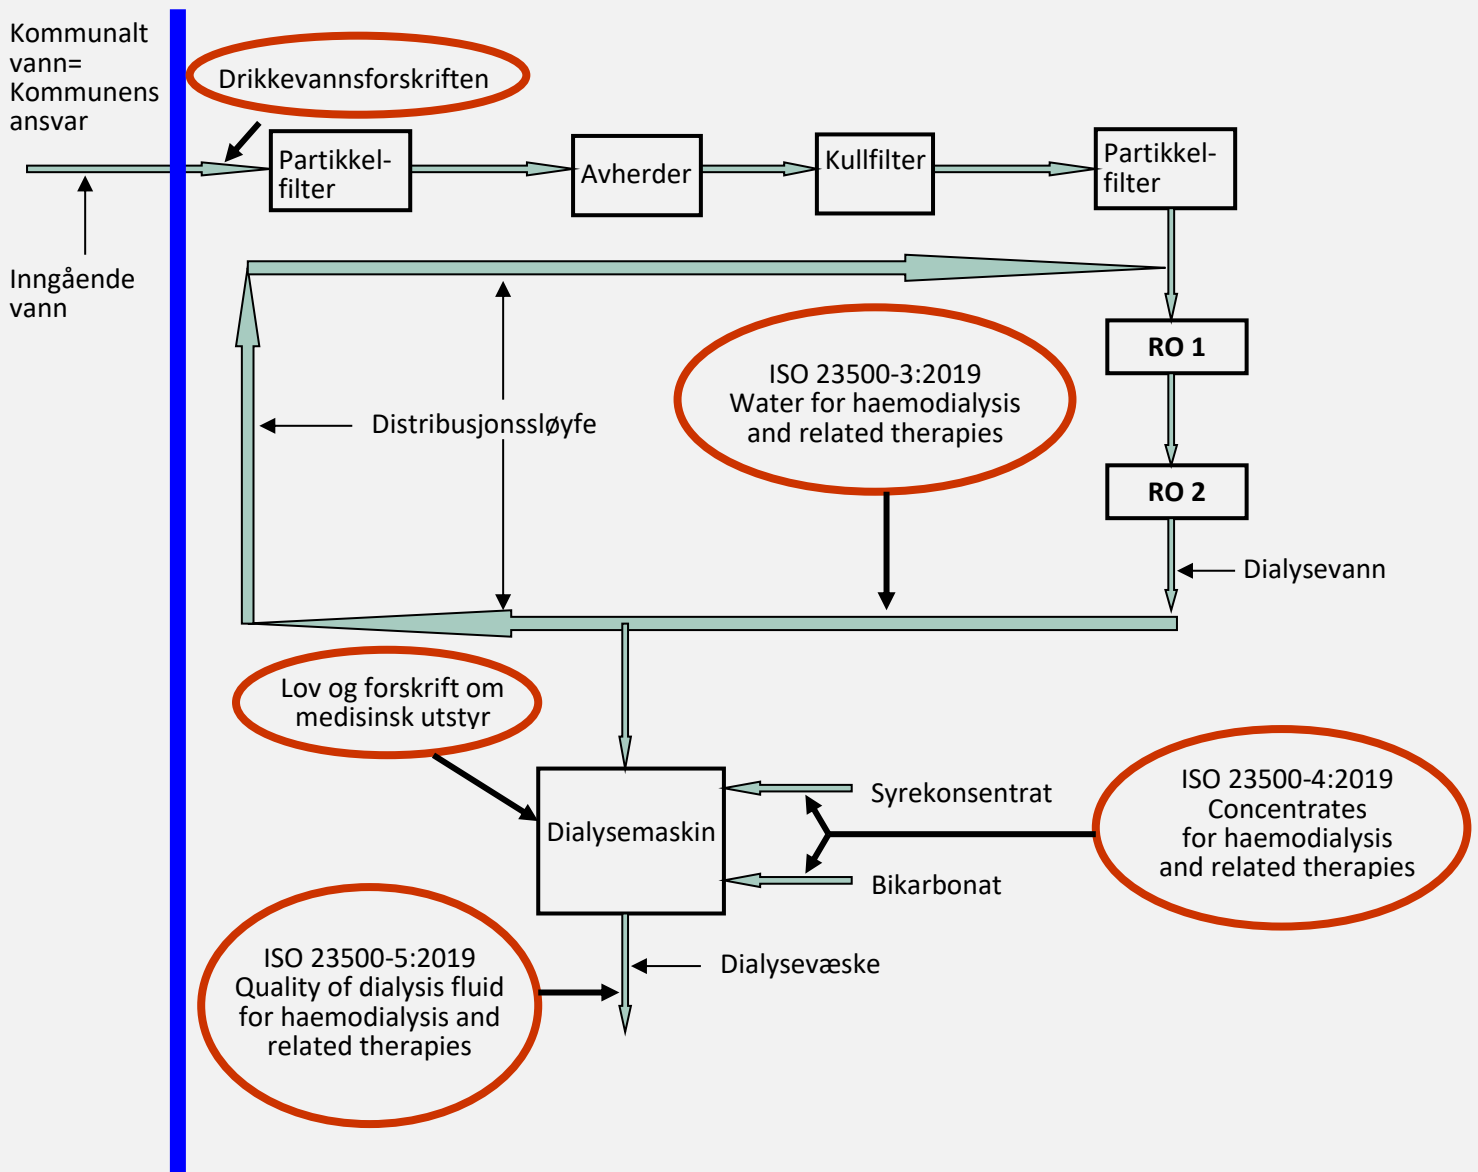 Kommunalt
vann=
Kommunens
ansvar
Drikkevannsforskriften
Partikkel-
filter
Avherder
Kullfilter
Partikkel-
filter
Inngående
vann
RO 1
ISO 23500-3:2019
Water for haemodialysis
and related therapies
Distribusjonssløyfe
RO 2
Dialysevann
Lov og forskrift om
medisinsk utstyr
Dialysemaskin
Syrekonsentrat
Bikarbonat
ISO 23500-4:2019
Concentrates
for haemodialysis
and related therapies
ISO 23500-5:2019
Quality of dialysis fluid
for haemodialysis and
related therapies
Dialysevæske